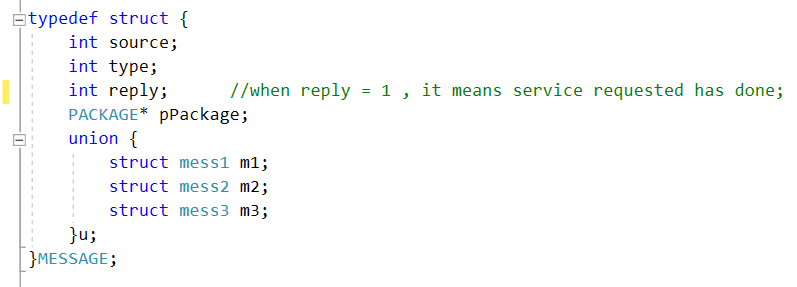 typedef struct {
    int source;
    int type;
    int reply;      //when reply = 1 , it means service requested has done;
    PACKAGE* pPackage;
    union {
        struct mess1 m1;
        struct mess2 m2;
        struct mess3 m3;
    }u;
}MESSAGE;